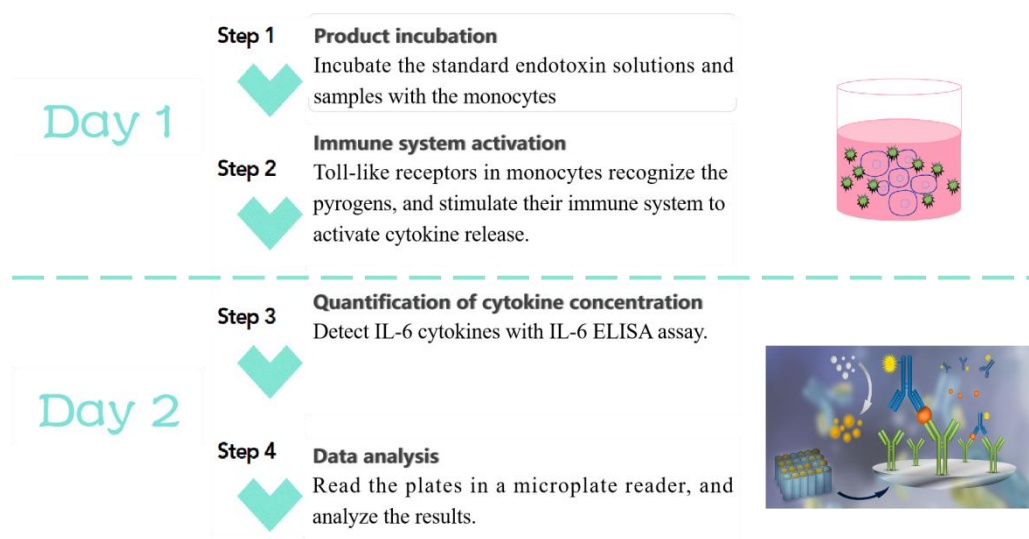 Day 1
Step 1
Product incubation
Incubate the standard endotoxin solutions and
samples with the monocytes
Step 2
Immune system activation
Toll-like receptors in monocytes recognize the
pyrogens, and stimulate their immune system to
activate cytokine release.
Day 2
Step 3
Quantification of cytokine concentration
Detect IL-6 cytokines with IL-6 ELISA assay.
Step 4
Data analysis
Read the plates in a microplate reader, and
analyze the results.